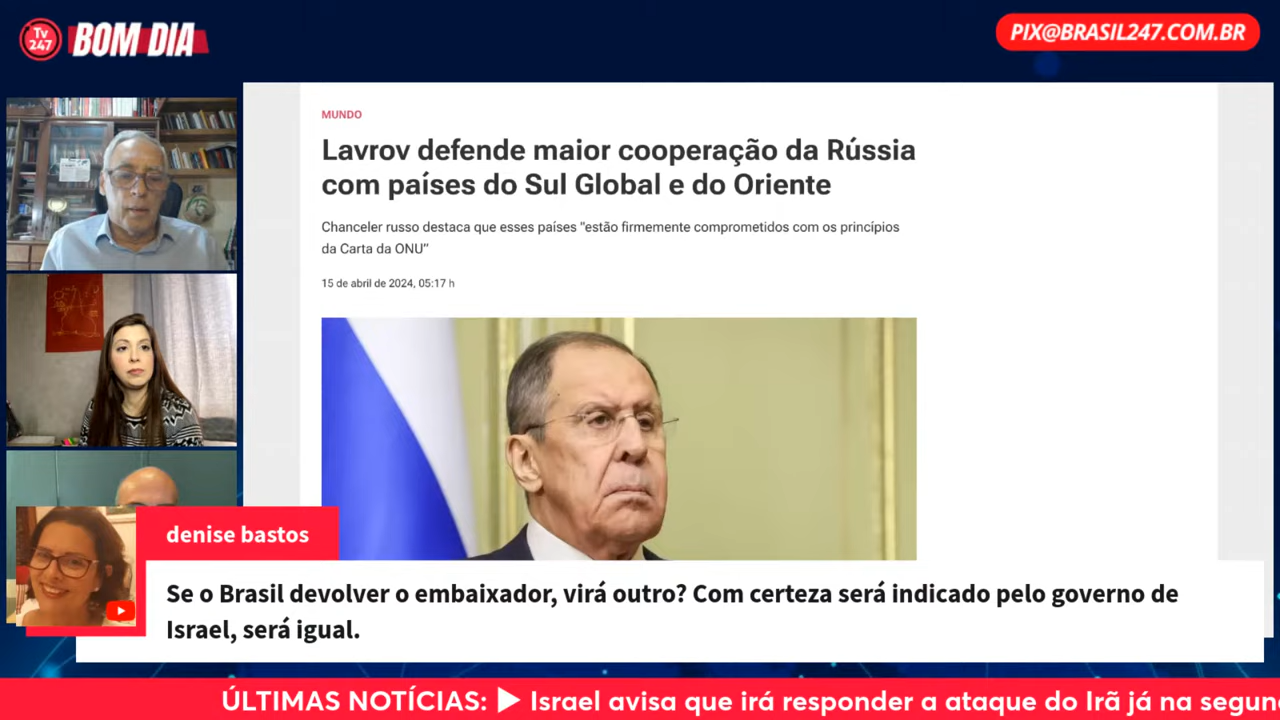 Tv
247
BOM DIA
PIX@BRASIL247.COM.BR
MUNDO
Lavrov defende maior cooperação da Rússia
com países do Sul Global e do Oriente
Chanceler russo destaca que esses países "estão firmemente comprometidos com os princípios
da Carta da ONU"
15 de abril de 2024, 05:17 h
denise bastos
Se o Brasil devolver o embaixador, virá outro? Com certeza será indicado pelo governo de
Israel, será igual.
ÚLTIMAS NOTÍCIAS: ▶ Israel avisa que irá responder a ataque do Irã já na segun